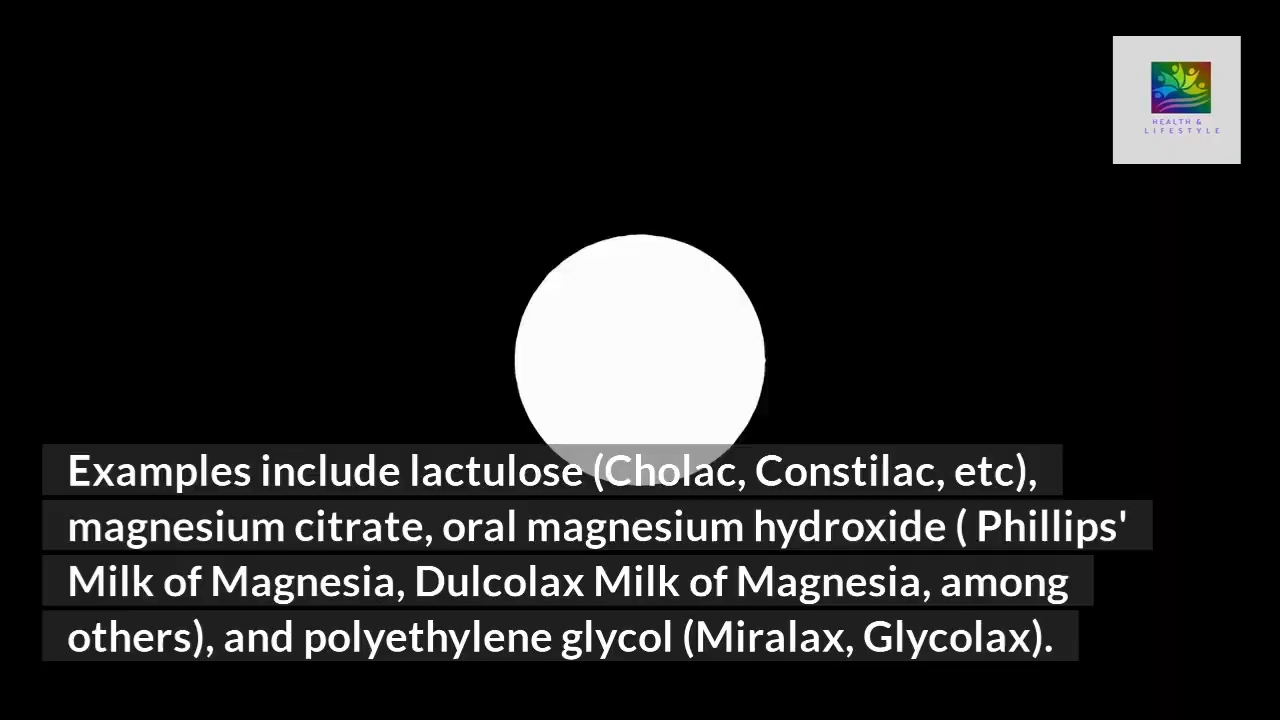 HEALTH &
LIFESTYLE
Examples include lactulose (Cholac, Constilac, etc),
magnesium citrate, oral magnesium hydroxide ( Phillips'
Milk of Magnesia, Dulcolax Milk of Magnesia, among
others), and polyethylene glycol (Miralax, Glycolax).